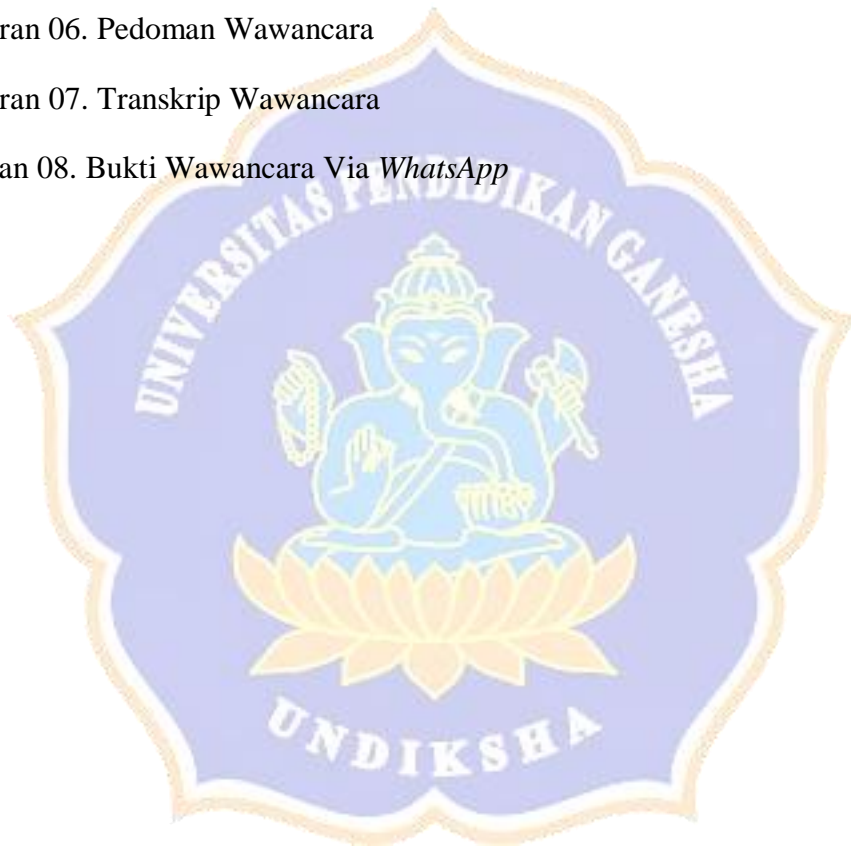 ran 06. Pedoman Wawancara
ran 07. Transkrip Wawancara
an 08. Bukti Wawancara Via WhatsApp
UNIVERSITAS PENDIDIKAN GANESHA
UNDIKSHA